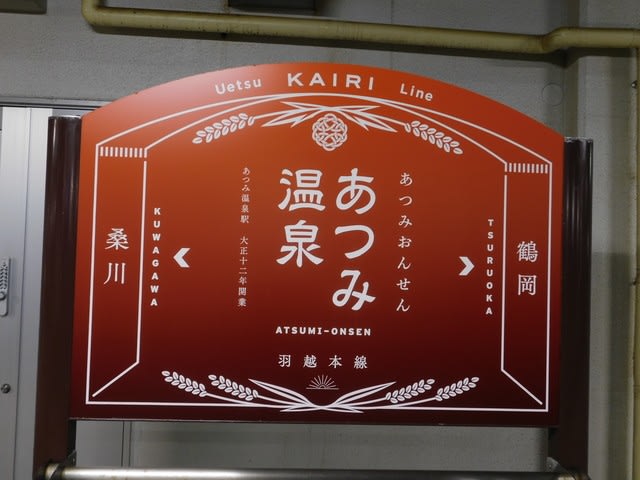 Uetsu KAIRI Line
あつみおんせん
あつみ
温泉
あつみ温泉駅　大正十二年開業
ATSUMI-ONSEN
羽越本線
桑川
KUWAGAWA
TSURUOKA
鶴岡